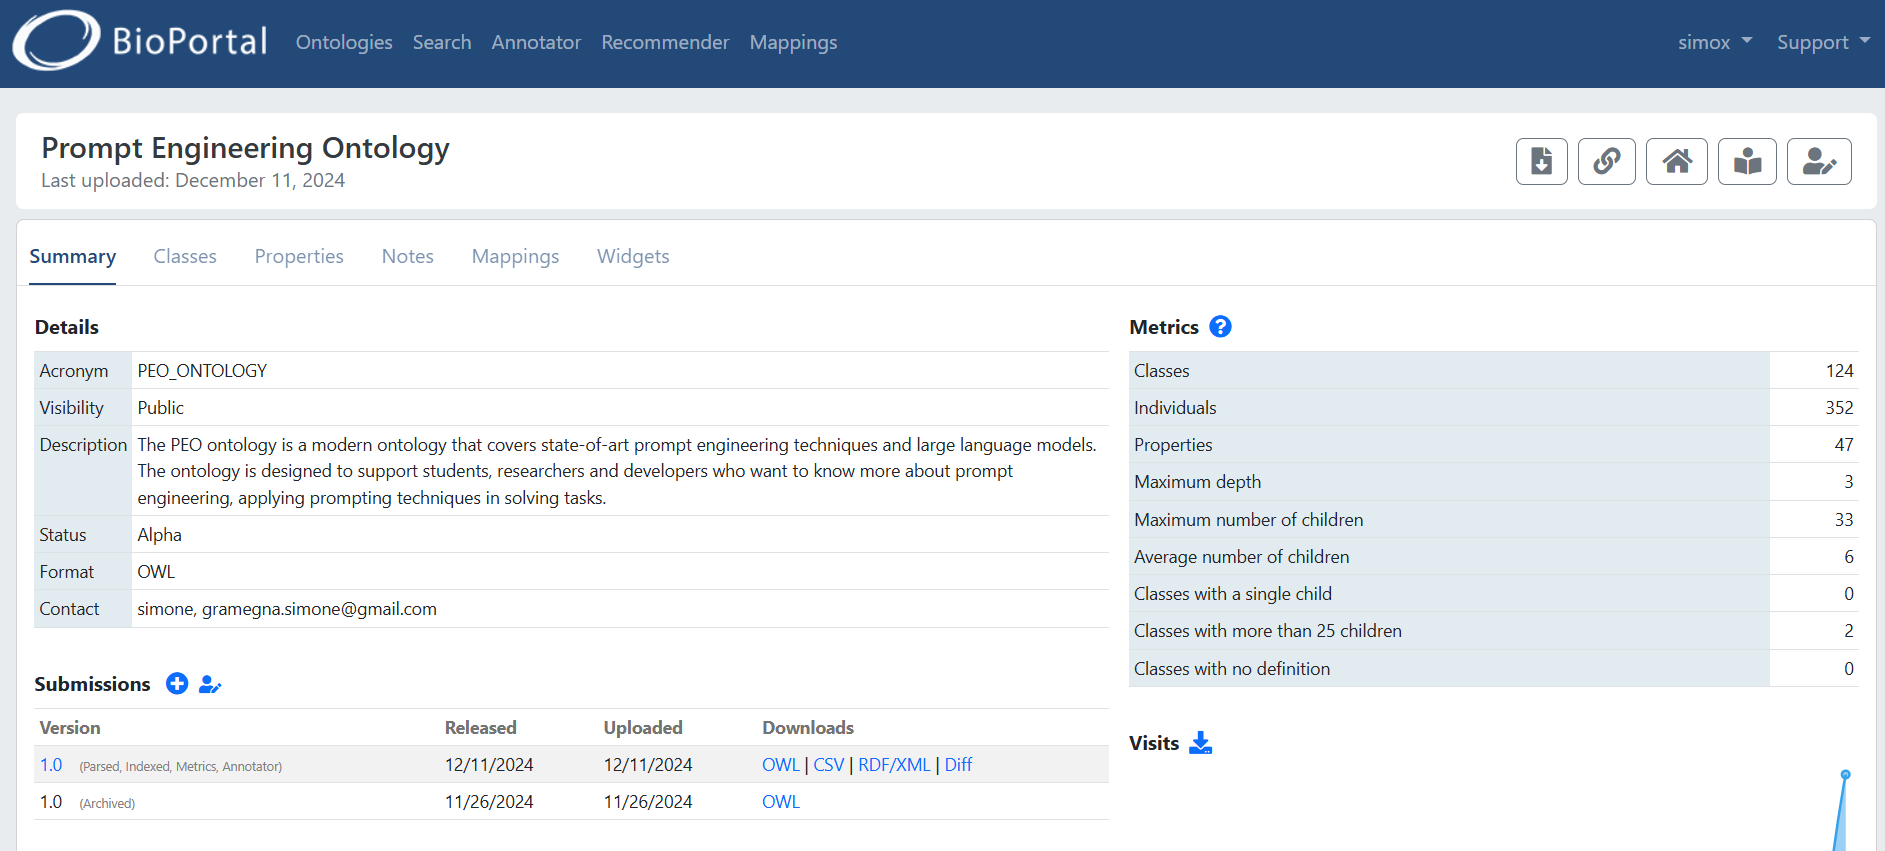 BioPortal Ontologies Search Annotator Recommender Mappings simox Support
Prompt Engineering Ontology
Last uploaded: December 11, 2024
Summary Classes Properties Notes Mappings Widgets
Details
Acronym PEO_ONTOLOGY
Visibility Public
Description The PEO ontology is a modern ontology that covers state-of-art prompt engineering techniques and large language models.
The ontology is designed to support students, researchers and developers who want to know more about prompt
engineering, applying prompting techniques in solving tasks.
Status Alpha
Format OWL
Contact simone, gramegna.simone@gmail.com
Submissions
Version Released Uploaded Downloads
1.0 (Parsed, Indexed, Metrics, Annotator) 12/11/2024 12/11/2024 OWL | CSV | RDF/XML | Diff
1.0 (Archived) 11/26/2024 11/26/2024 OWL
Metrics ?
Classes 124
Individuals 352
Properties 47
Maximum depth 3
Maximum number of children 33
Average number of children 6
Classes with a single child 0
Classes with more than 25 children 2
Classes with no definition 0
Visits